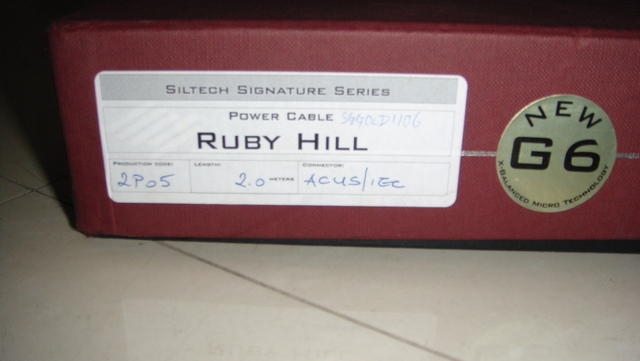 SILTECH SIGNATURE SERIES
POWER CABLE
RUBY HILL
PRODUCTION CODE: LENGTH: CONNECTOR:
2P05 2.0 METERS ACUS/IEC
NEW
G6
X-BALANCED MICRO TECHNOLOGY